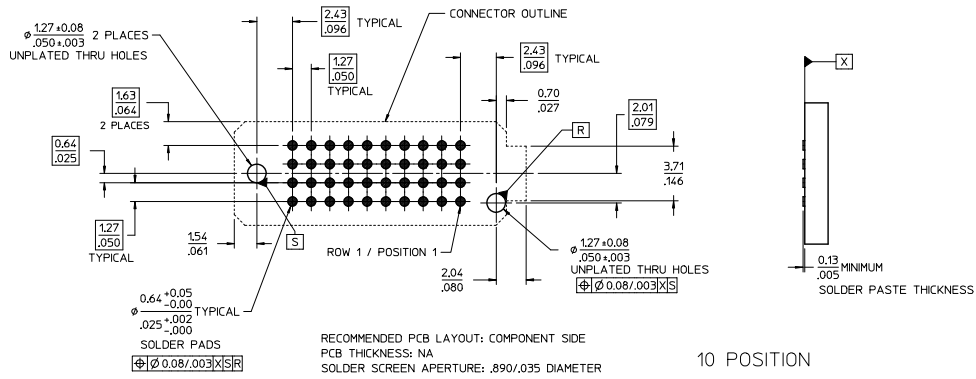 2.43
.096
TYPICAL
CONNECTOR OUTLINE
ø 1.27 ±0.08
.050 ±.003
2 PLACES
UNPLATED THRU HOLES
1.27
.050
TYPICAL
2.43
.096
TYPICAL
X
1.63
.064
2 PLACES
0.70
.027
2.01
.079
R
0.64
.025
3.71
.146
1.27
.050
TYPICAL
1.54
.061
S
ROW 1 / POSITION 1
ø 1.27 ±0.08
.050 ±.003
UNPLATED THRU HOLES
⌖ Ø 0.08/.003 X S
2.04
.080
0.13
.005
MINIMUM
SOLDER PASTE THICKNESS
ø 0.64 +0.05 -0.00
.025 +.002 -.000
TYPICAL
SOLDER PADS
⌖ Ø 0.08/.003 X S R
RECOMMENDED PCB LAYOUT: COMPONENT SIDE
PCB THICKNESS: NA
SOLDER SCREEN APERTURE: .890/.035 DIAMETER
10 POSITION